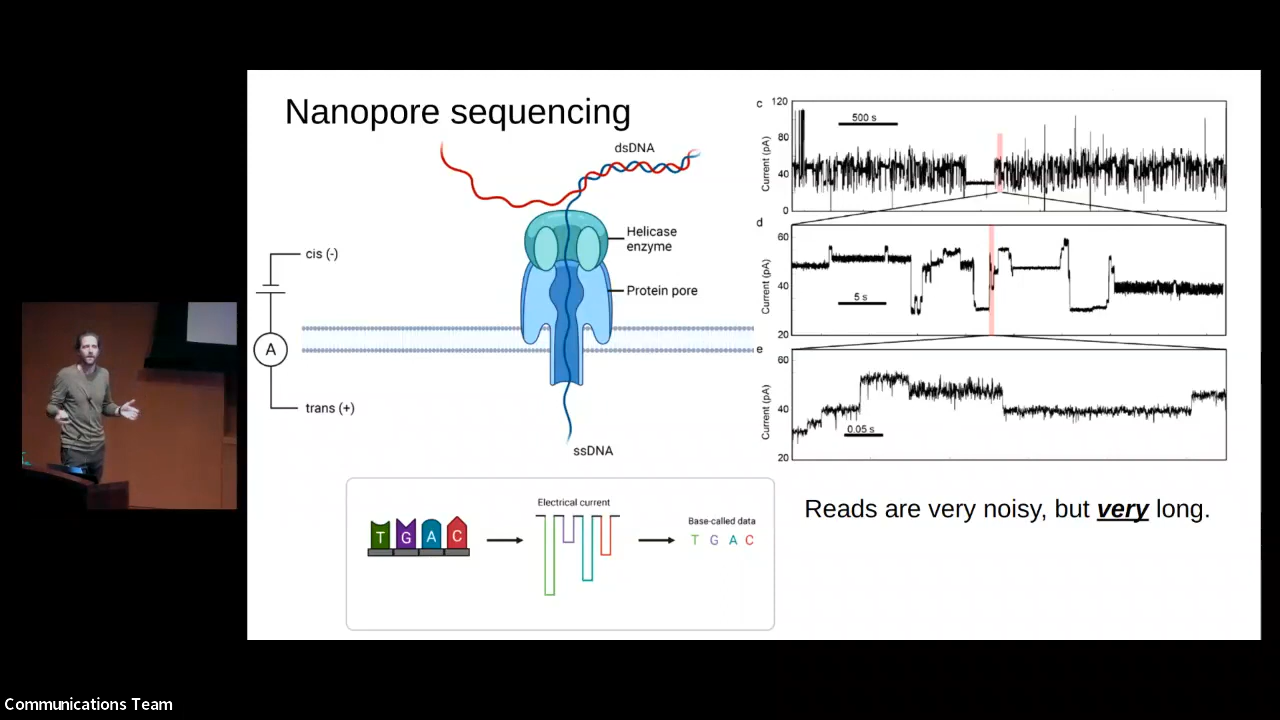 Nanopore sequencing
dsDNA
Helicase
enzyme
Protein pore
cis (-)
A
trans (+)
ssDNA
T G A C
Electrical current
Base-called data
T G A C
c
120
80
40
0
Current (pA)
500 s
d
60
40
20
Current (pA)
5 s
e
60
40
20
Current (pA)
0.05 s
Reads are very noisy, but very long.
Communications Team